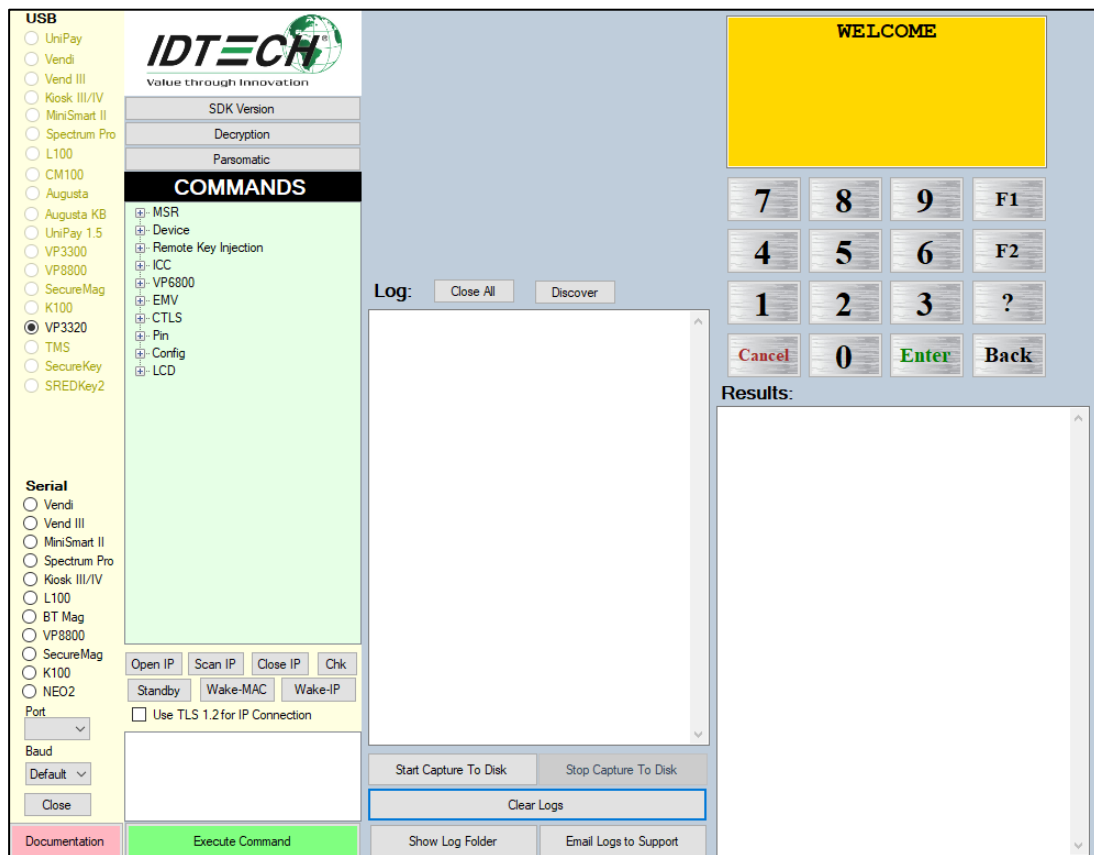 USB
UniPay
Vendi
Vend III
Kiosk III/IV
MiniSmart II
Spectrum Pro
L100
CM100
Augusta
Augusta KB
UniPay 1.5
VP3300
VP8800
SecureMag
K100
VP3320
TMS
SecureKey
SREDKey2
Serial
Vendi
Vend III
MiniSmart II
Spectrum Pro
Kiosk III/IV
L100
BT Mag
VP8800
SecureMag
K100
NEO2
Port
Baud
Default
Close
Documentation
IDTECH®
Value through Innovation
SDK Version
Decryption
Parsomatic
COMMANDS
MSR
Device
Remote Key Injection
ICC
VP6800
EMV
CTLS
Pin
Config
LCD
Open IP Scan IP Close IP Chk
Standby Wake-MAC Wake-IP
Use TLS 1.2 for IP Connection
Execute Command
Log: Close All Discover
Start Capture To Disk Stop Capture To Disk
Clear Logs
Show Log Folder Email Logs to Support
WELCOME
7 8 9 F1
4 5 6 F2
1 2 3 ?
Cancel 0 Enter Back
Results: